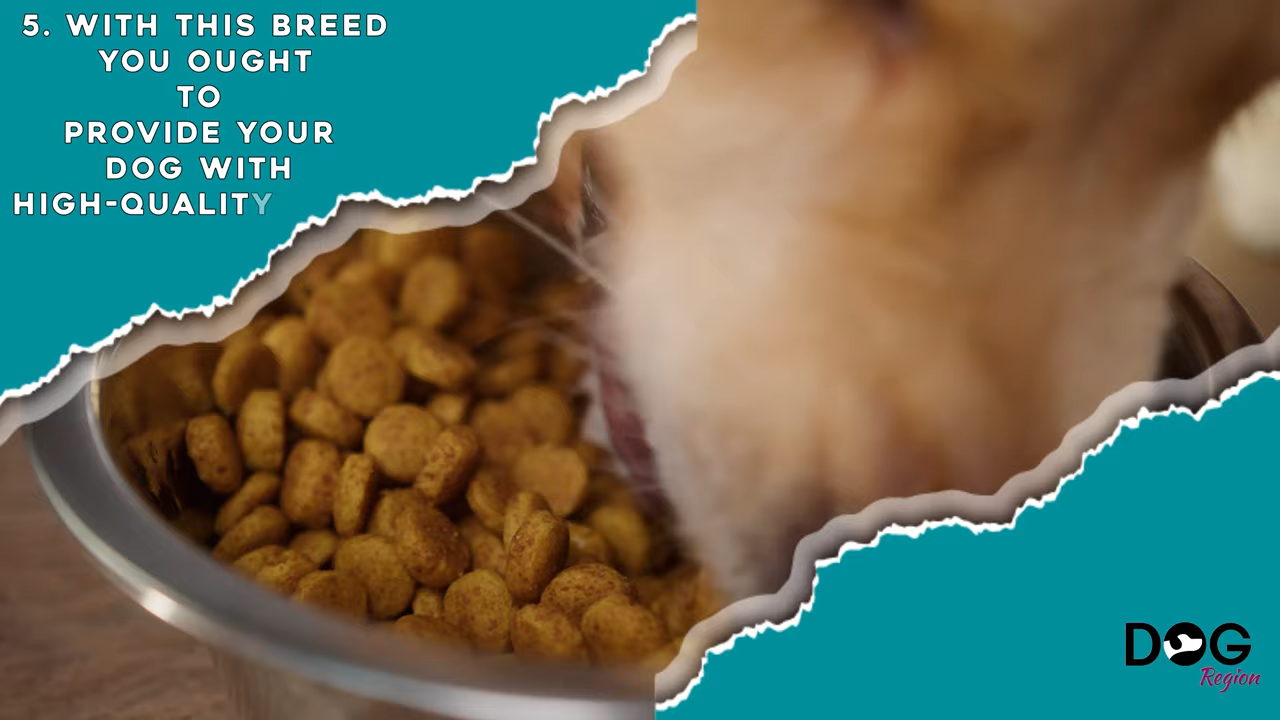 5. WITH THIS BREED
YOU OUGHT
TO
PROVIDE YOUR
DOG WITH
HIGH-QUALITY
DOG
Region